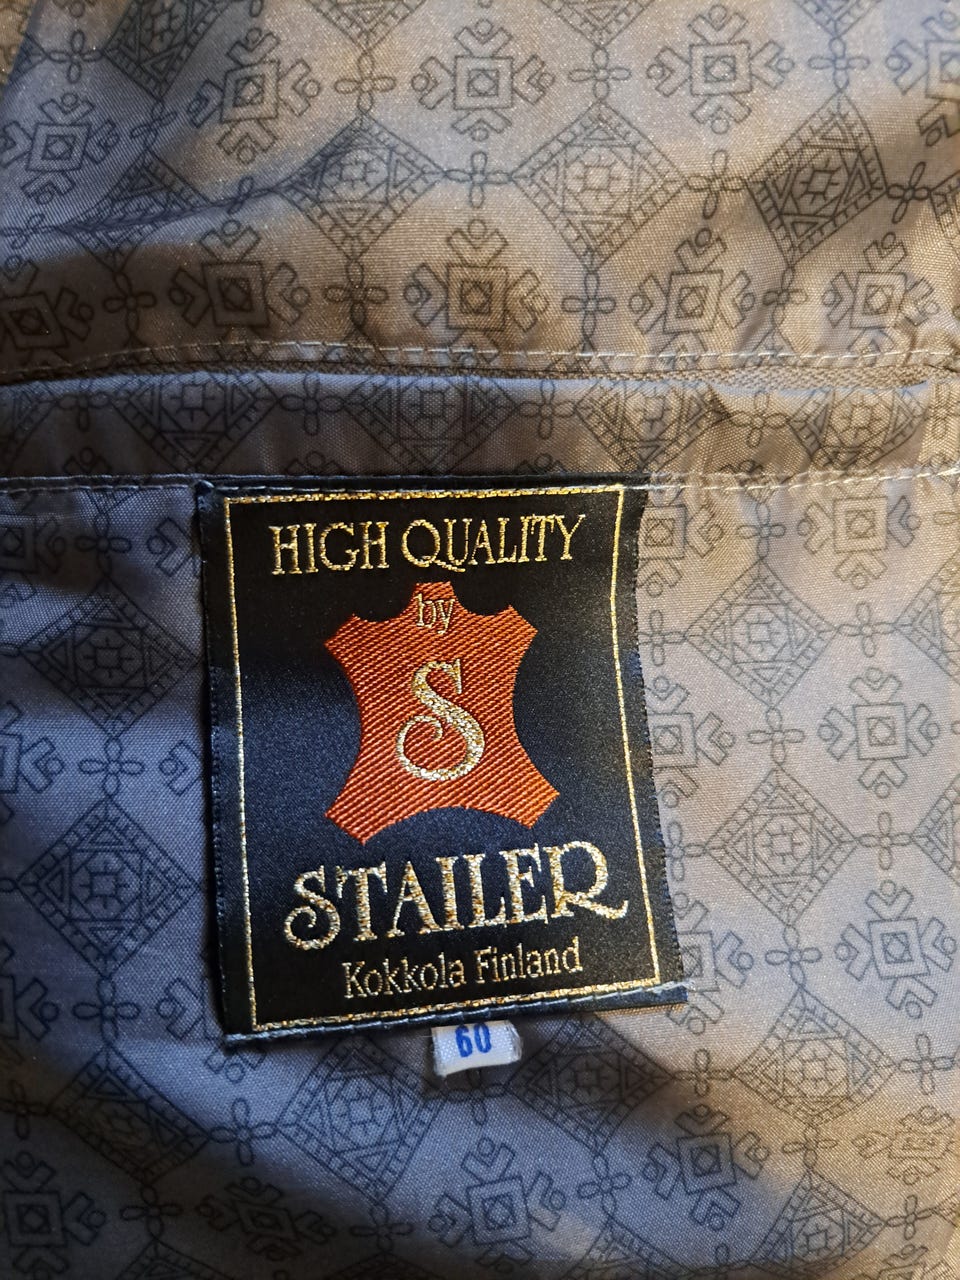 HIGH QUALITY
by
S
STAILER
Kokkola Finland
60